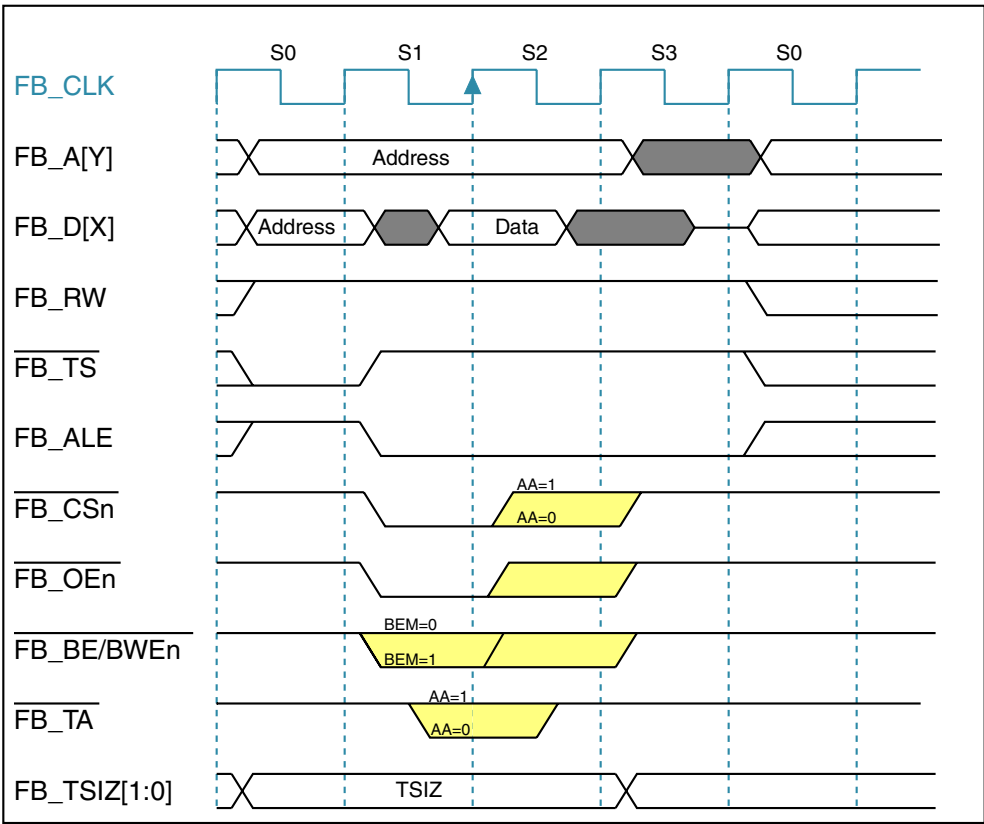 S0 S1 S2 S3 S0
FB_CLK
FB_A[Y] Address
FB_D[X] Address Data
FB_RW
FB_TS
FB_ALE
AA=1
FB_CSn AA=0
FB_OEn
BEM=0
FB_BE/BWEn BEM=1
AA=1
FB_TA AA=0
FB_TSIZ[1:0] TSIZ